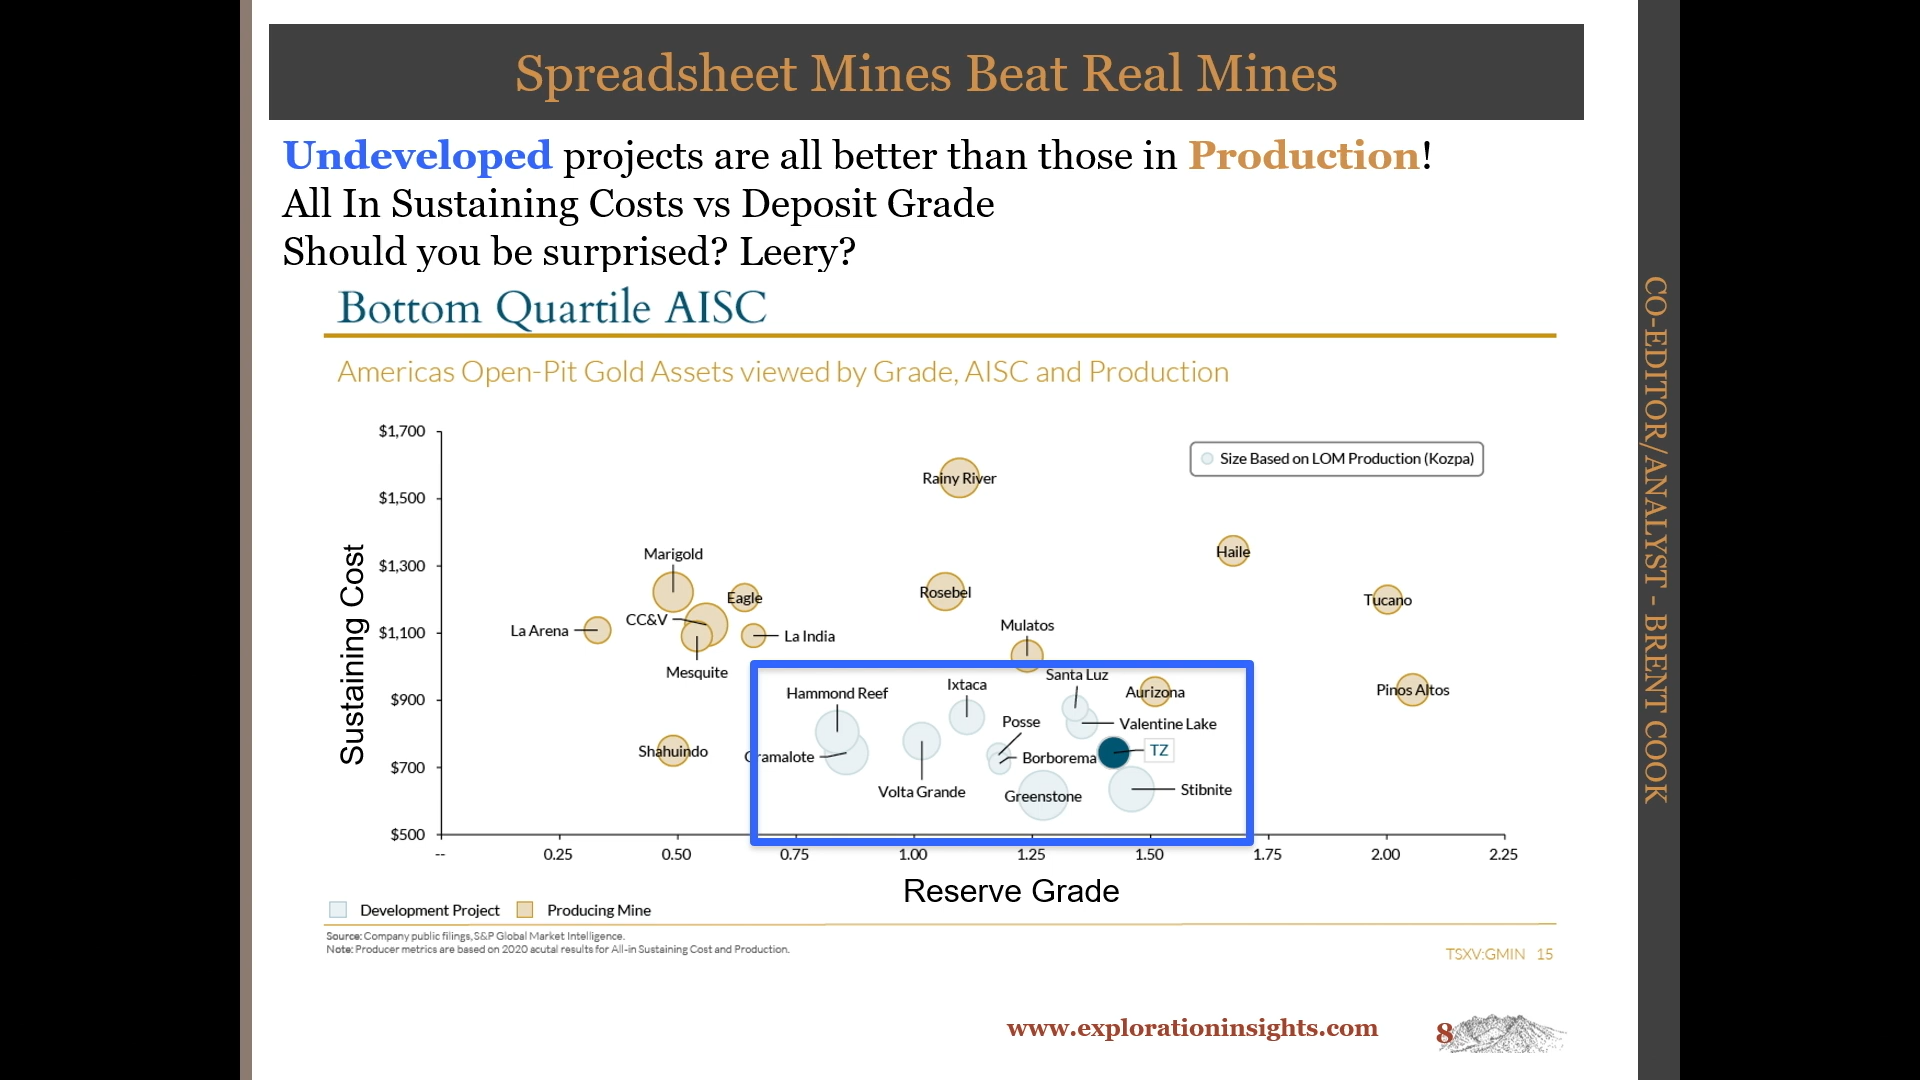 Spreadsheet Mines Beat Real Mines
Undeveloped projects are all better than those in Production!
All In Sustaining Costs vs Deposit Grade
Should you be surprised? Leery?
Bottom Quartile AISC
Americas Open-Pit Gold Assets viewed by Grade, AISC and Production
Size Based on LOM Production (Kozpa)
Sustaining Cost
$1,700
$1,500
$1,300
$1,100
$900
$700
$500
Rainy River
Haile
Marigold
Eagle
Rosebel
Tucano
La Arena
CC&V
La India
Mulatos
Mesquite
Santa Luz
Hammond Reef
Ixtaca
Aurizona
Pinos Altos
Posse
Valentine Lake
Shahuindo
Gramalote
Borborema
TZ
Volta Grande
Greenstone
Stibnite
--
0.25
0.50
0.75
1.00
1.25
1.50
1.75
2.00
2.25
Reserve Grade
Development Project
Producing Mine
Source: Company public filings, S&P Global Market Intelligence.
Note: Producer metrics are based on 2020 acutal results for All-in Sustaining Cost and Production.
TSXV:GMIN 15
www.explorationinsights.com
8
CO-EDITOR/ANALYST - BRENT COOK